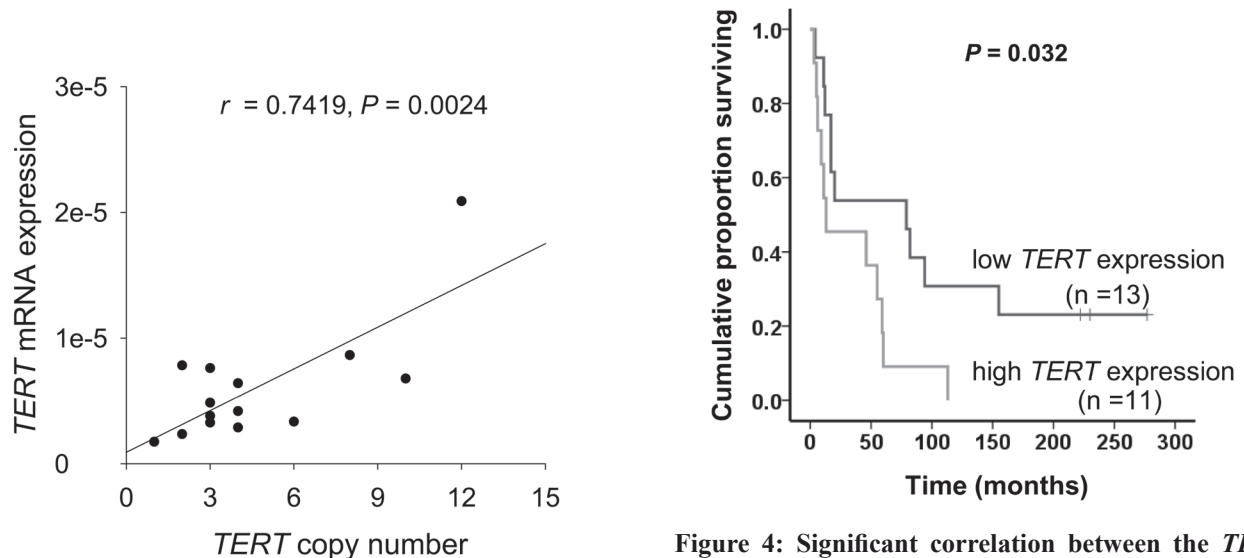 3e-5
2e-5
1e-5
0
TERT mRNA expression
r = 0.7419, P = 0.0024
0 3 6 9 12 15
TERT copy number
1.0
0.8
0.6
0.4
0.2
0.0
Cumulative proportion surviving
P = 0.032
low TERT expression
(n =13)
high TERT expression
(n =11)
0 50 100 150 200 250 300
Time (months)
Figure 4: Significant correlation between the